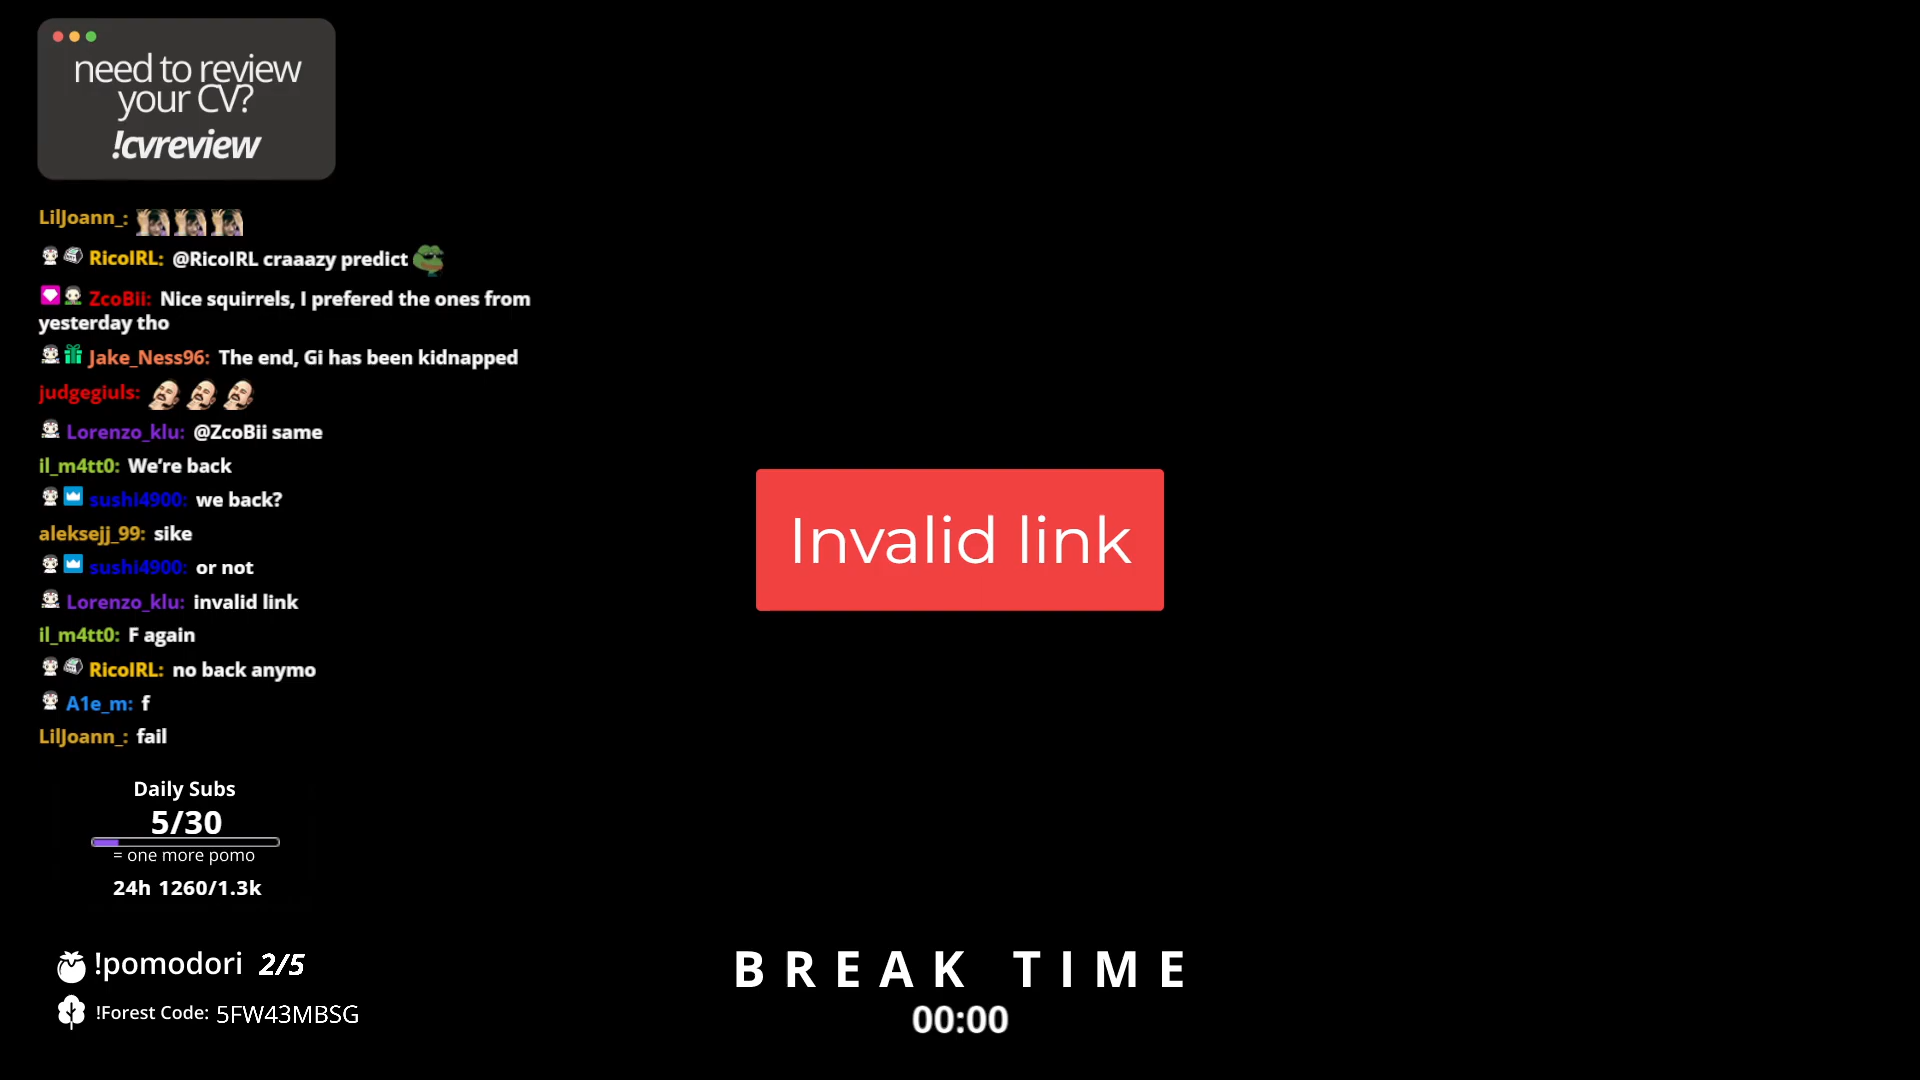 need to review
your CV?
!cvreview
LilJoann_:
RicoIRL: @RicoIRL craaazy predict
ZcoBii: Nice squirrels, I prefered the ones from
yesterday tho
Jake_Ness96: The end, Gi has been kidnapped
judgegiuls:
Lorenzo_klu: @ZcoBii same
il_m4tt0: We’re back
sushi4900: we back?
aleksejj_99: sike
sushi4900: or not
Lorenzo_klu: invalid link
il_m4tt0: F again
RicoIRL: no back anymo
A1e_m: f
LilJoann_: fail
Daily Subs
5/30
= one more pomo
24h 1260/1.3k
!pomodori 2/5
!Forest Code: 5FW43MBSG
Invalid link
BREAK TIME
00:00